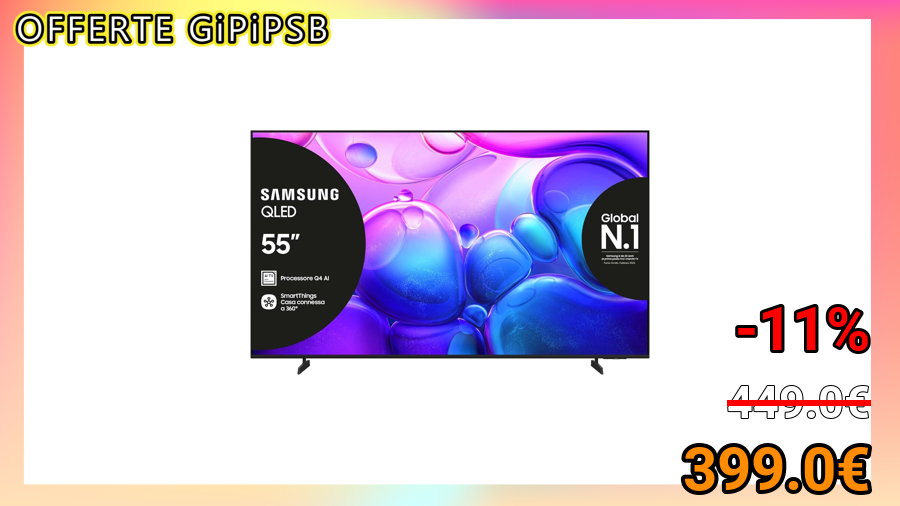 OFFERTE GiPiPSB
SAMSUNG
QLED
55"
Processore Q4 AI
SmartThings
Casa connessa
a 360°
Global
N.1
-11%
449.0€
399.0€